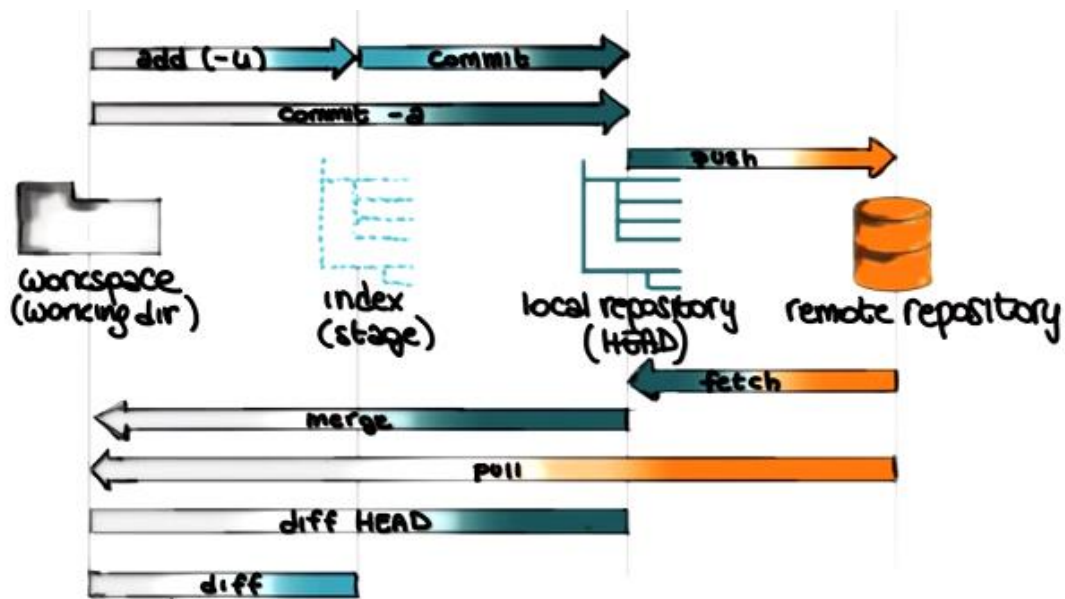 add (-u)
commit
commit -a
push
workspace
(working dir)
index
(stage)
local repository
(HEAD)
remote repository
fetch
merge
pull
diff HEAD
diff